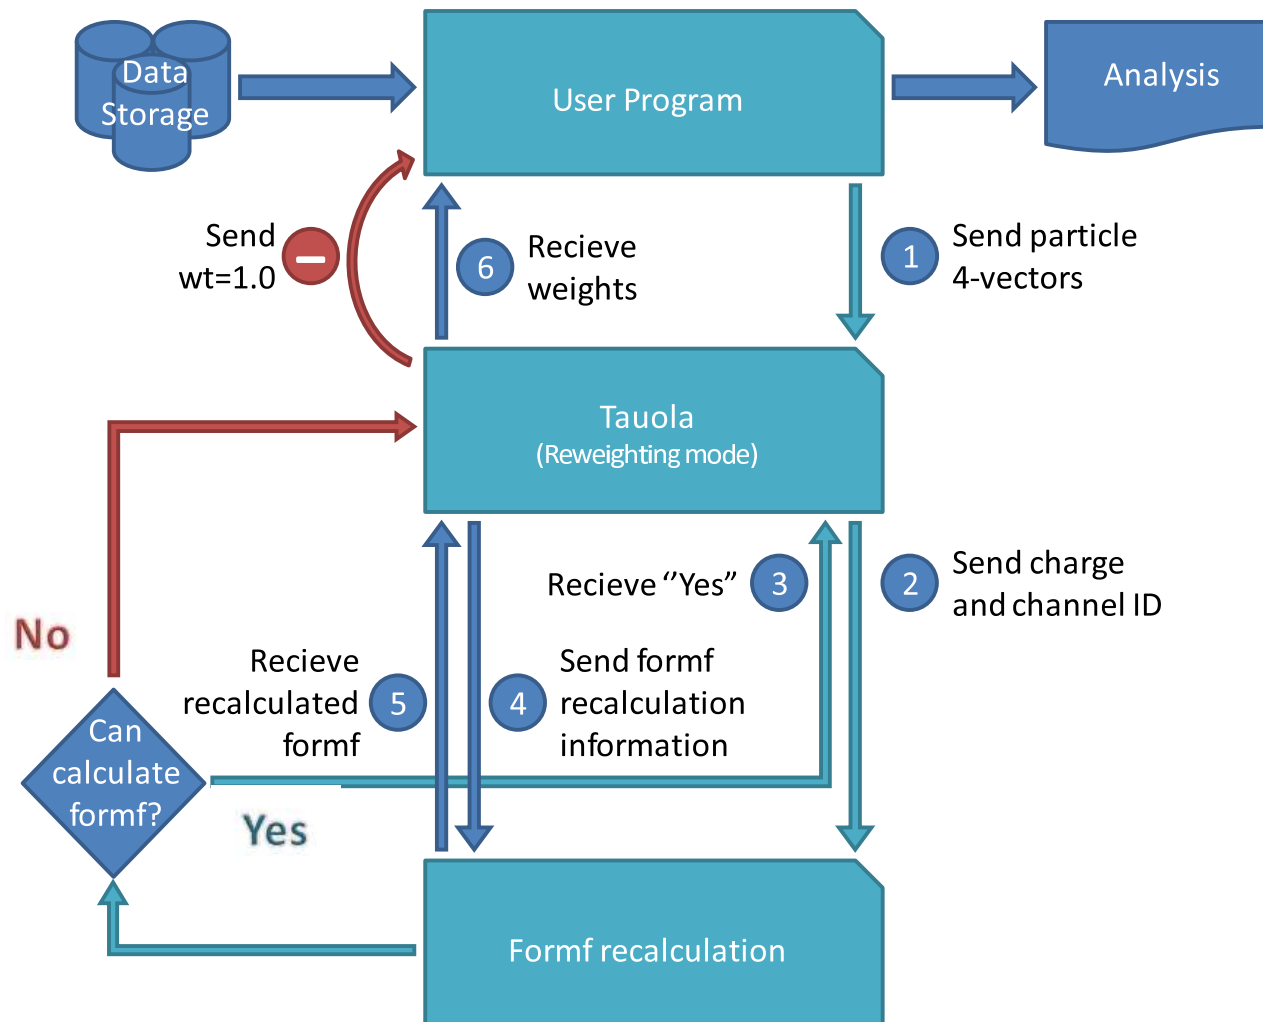 Data
Storage
User Program
Analysis
Send
wt=1.0
6
Recieve
weights
1
Send particle
4-vectors
Tauola
(Reweighting mode)
Recieve ‘’Yes”
3
2
Send charge
and channel ID
No
Recieve
recalculated
formf
5
4
Send formf
recalculation
information
Can
calculate
formf?
Yes
Formf recalculation